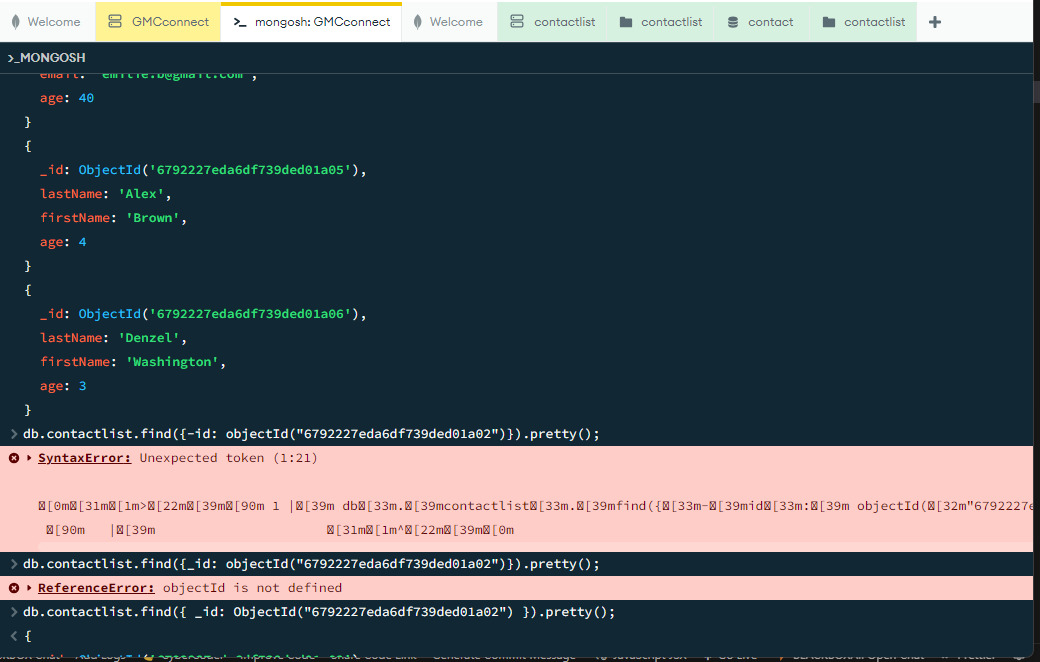 Welcome GMCconnect >_ mongosh: GMCconnect Welcome contactlist contactlist contact contactlist +
>_MONGOSH
email: 'emilie.b@gmail.com',
age: 40
}
{
_id: ObjectId('6792227eda6df739ded01a05'),
lastName: 'Alex',
firstName: 'Brown',
age: 4
}
{
_id: ObjectId('6792227eda6df739ded01a06'),
lastName: 'Denzel',
firstName: 'Washington',
age: 3
}
> db.contactlist.find({-id: objectId("6792227eda6df739ded01a02")}).pretty();
SyntaxError: Unexpected token (1:21)
�[0m�[31m�[1m>�[22m�[39m�[90m 1 |�[39m db�[33m.�[39mcontactlist�[33m.�[39mfind({�[33m-�[39mid�[33m:�[39m objectId(�[32m"6792227e
�[90m   |�[39m                      �[31m�[1m^�[22m�[39m�[0m
> db.contactlist.find({_id: objectId("6792227eda6df739ded01a02")}).pretty();
ReferenceError: objectId is not defined
> db.contactlist.find({ _id: ObjectId("6792227eda6df739ded01a02") }).pretty();
< {